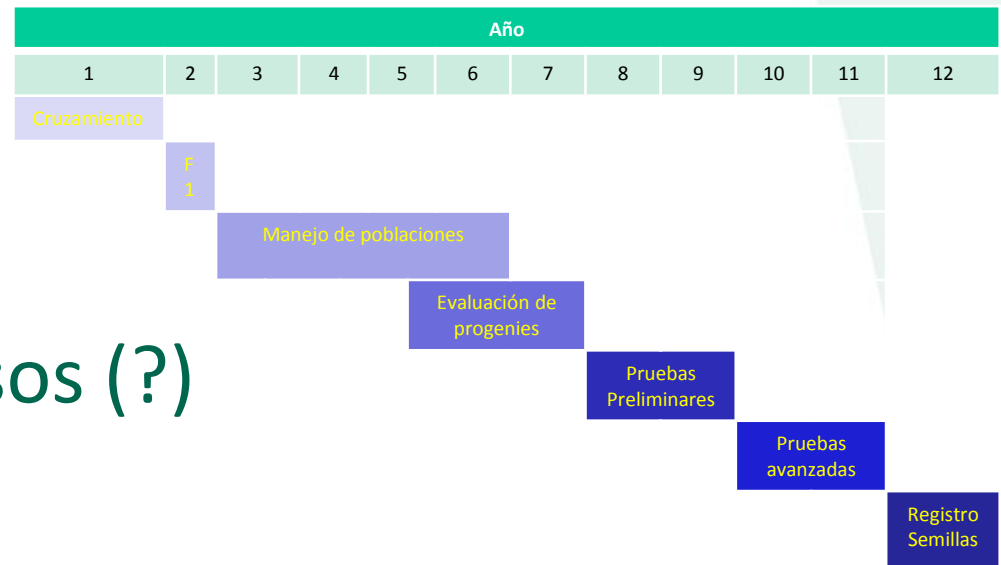 Año
1 2 3 4 5 6 7 8 9 10 11 12
Cruzamiento
F
1
Manejo de poblaciones
Evaluación de
progenies
sos (?)
Pruebas
Preliminares
Pruebas
avanzadas
Registro
Semillas